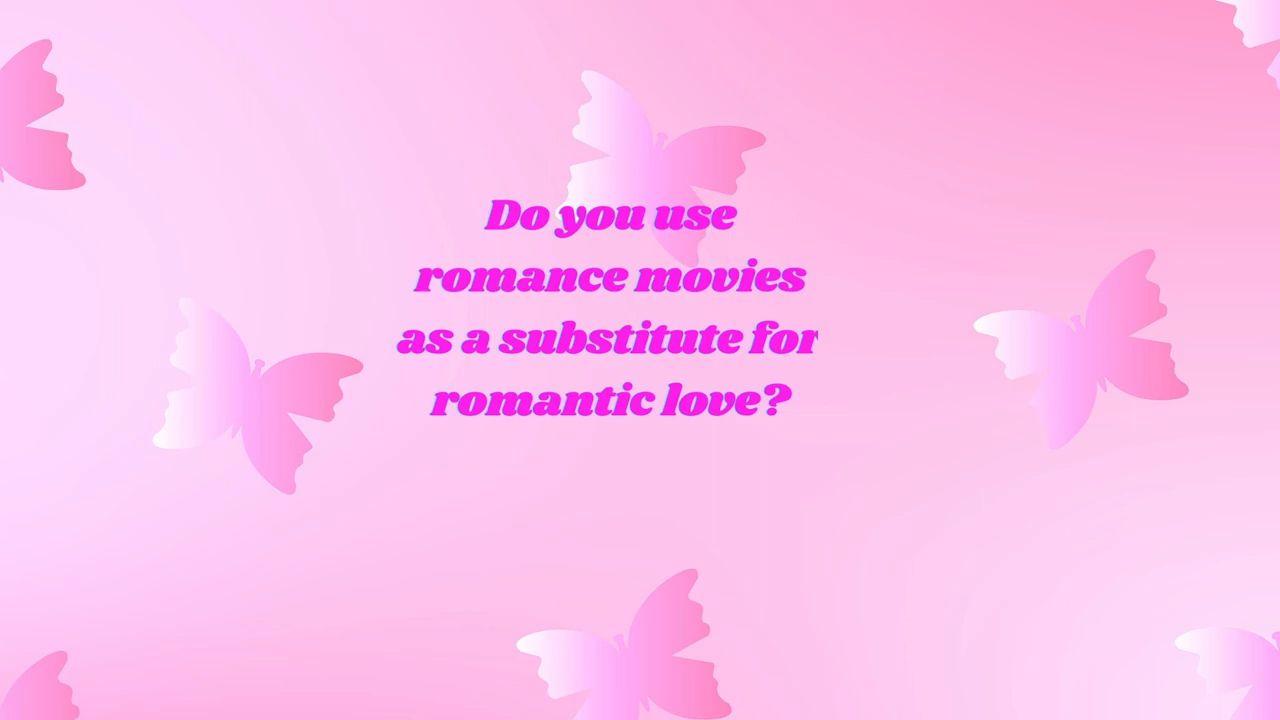 Do you use
romance movies
as a substitute for
romantic love?